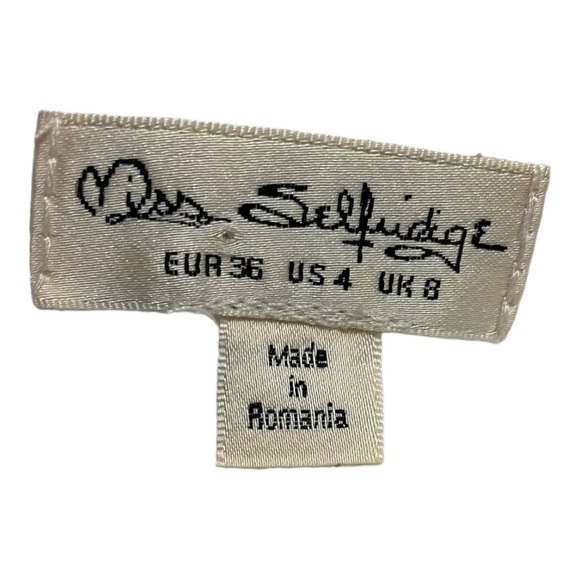 Miss Selfridge
EUR 36 US 4 UK 8
Made
in
Romania